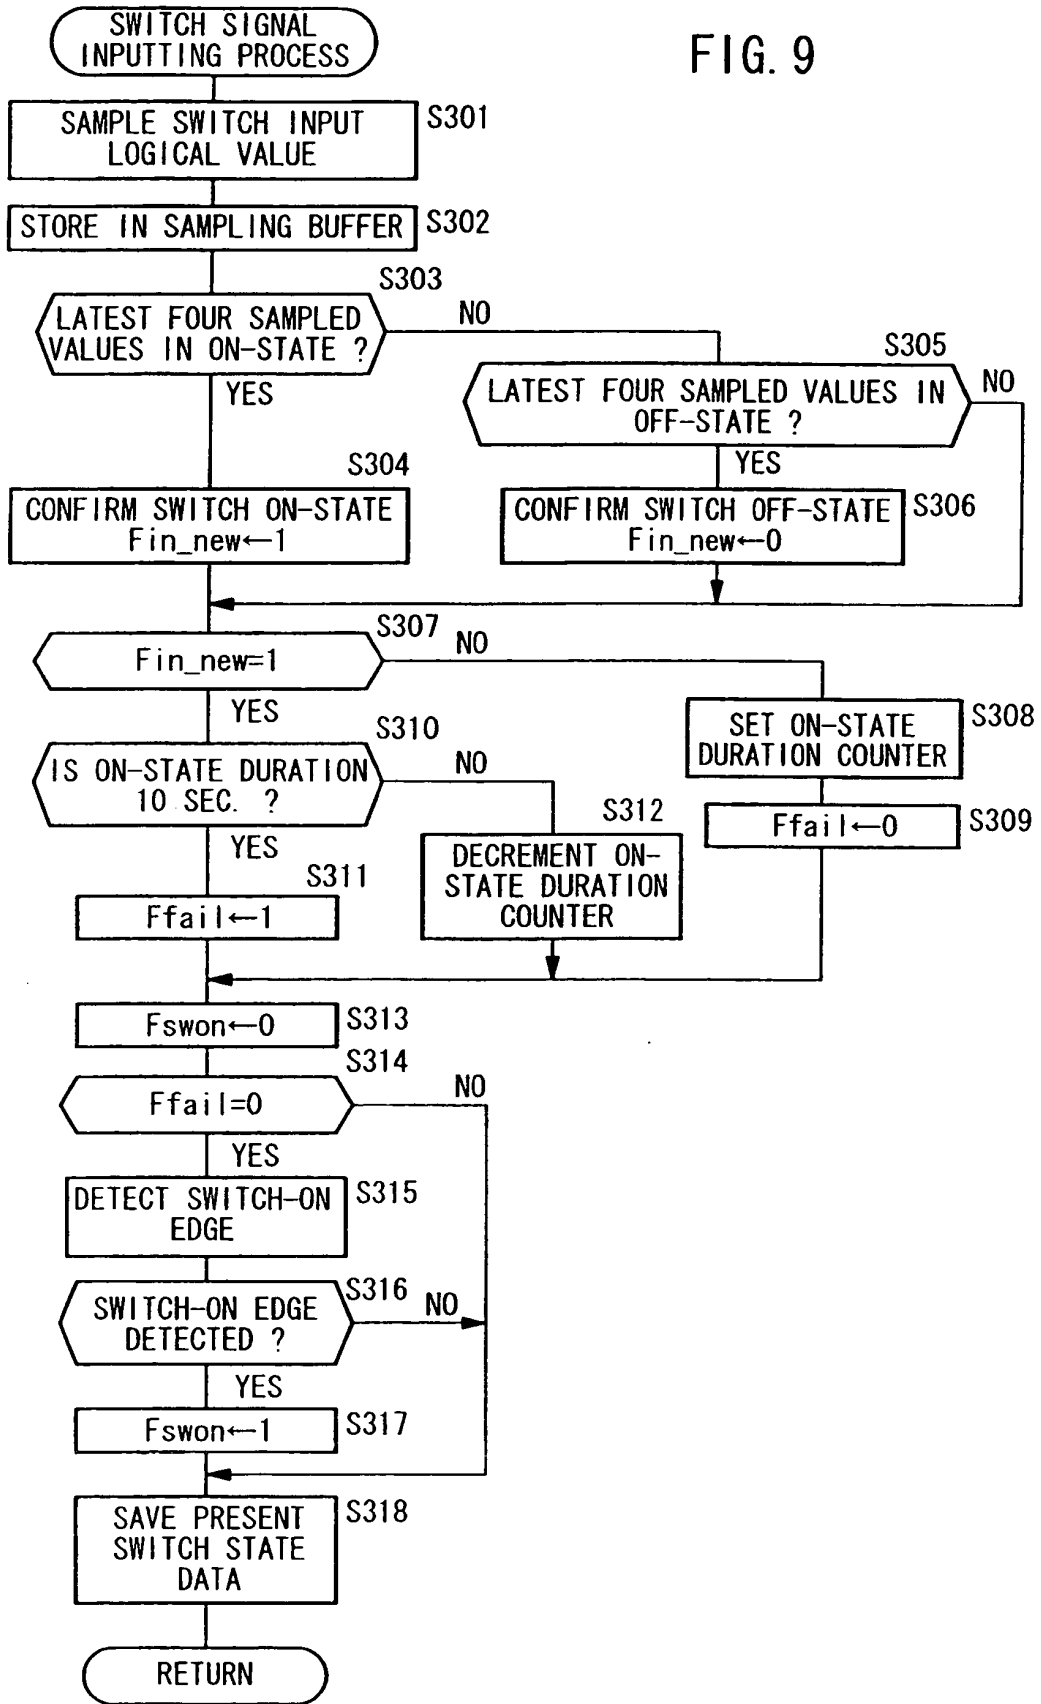 FIG. 9
SWITCH SIGNAL
INPUTTING PROCESS
SAMPLE SWITCH INPUT
LOGICAL VALUE
S301
STORE IN SAMPLING BUFFER
S302
S303
LATEST FOUR SAMPLED
VALUES IN ON-STATE ?
NO
YES
S305
LATEST FOUR SAMPLED VALUES IN
OFF-STATE ?
NO
YES
S304
CONFIRM SWITCH ON-STATE
Fin_new←1
CONFIRM SWITCH OFF-STATE
Fin_new←0
S306
S307
Fin_new=1
NO
YES
S308
SET ON-STATE
DURATION COUNTER
S310
IS ON-STATE DURATION
10 SEC. ?
NO
YES
Ffail←0
S309
S312
DECREMENT ON-
STATE DURATION
COUNTER
S311
Ffail←1
Fswon←0
S313
S314
Ffail=0
NO
YES
DETECT SWITCH-ON
EDGE
S315
S316
SWITCH-ON EDGE
DETECTED ?
NO
YES
Fswon←1
S317
SAVE PRESENT
SWITCH STATE
DATA
S318
RETURN